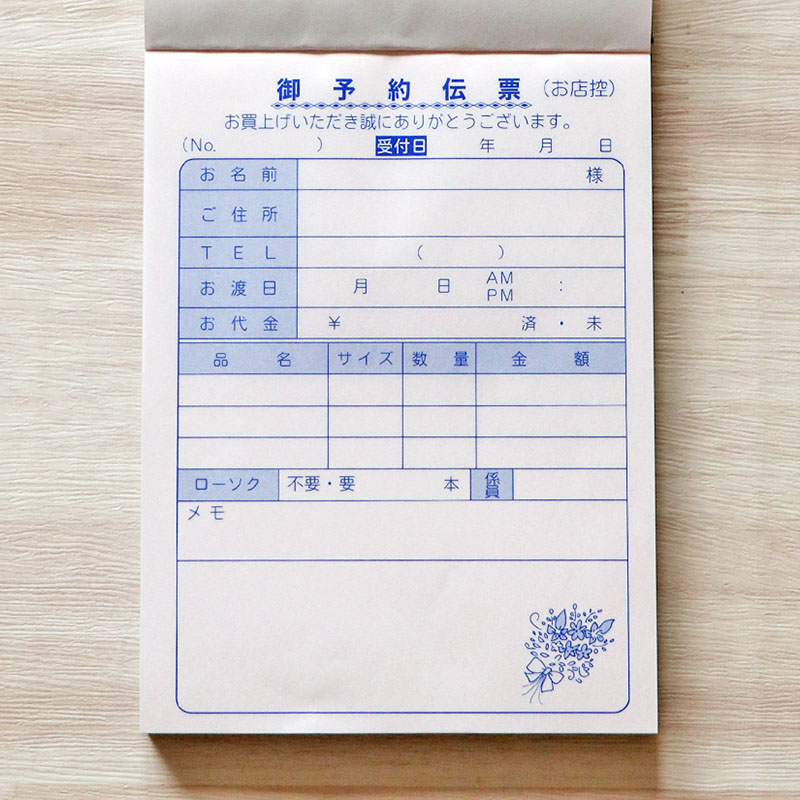 御予約伝票（お店控）
お買上げいただき誠にありがとうございます。
（No.　　　）　受付日　年　月　日
お名前　様
ご住所
TEL　（　　）
お渡日　月　日　AM PM　：
お代金　￥　済・未
品名　サイズ　数量　金額
ローソク　不要・要　本　係員
メモ